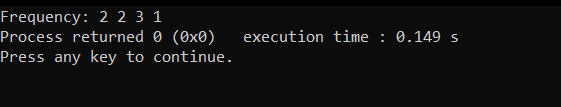 Frequency: 2 2 3 1
Process returned 0 (0x0)   execution time : 0.149 s
Press any key to continue.